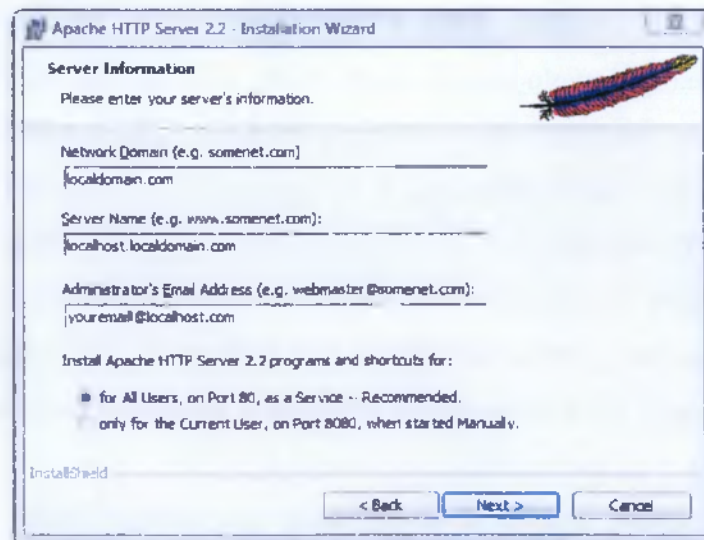 Apache HTTP Server 2.2 - Installation Wizard
Server Information
Please enter your server's information.
Network Domain (e.g. somenet.com)
localdomain.com
Server Name (e.g. www.somenet.com):
localhost.localdomain.com
Administrator's Email Address (e.g. webmaster@somenet.com):
youremail@localhost.com
Install Apache HTTP Server 2.2 programs and shortcuts for:
for All Users, on Port 80, as a Service -- Recommended.
only for the Current User, on Port 8080, when started Manually.
InstallShield
< Back
Next >
Cancel